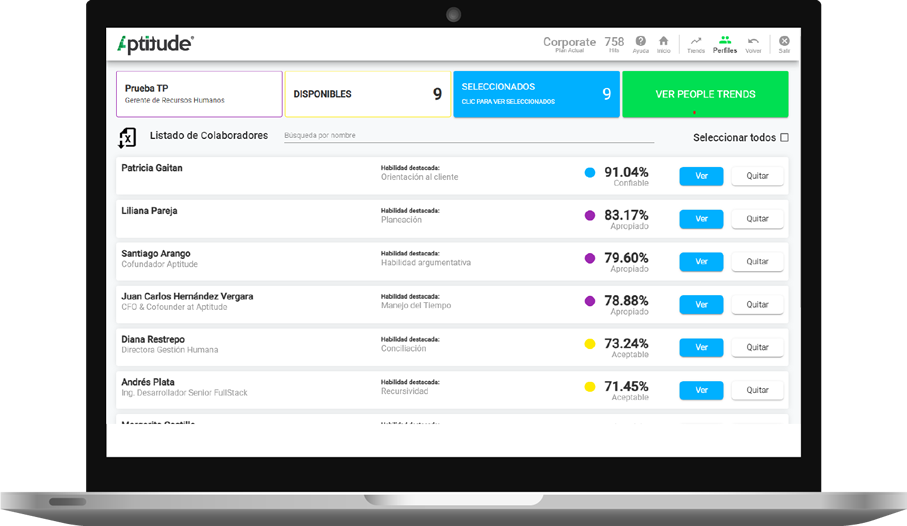 Aptitude®
Corporate 758
Plan Actual Hits Ayuda Inicio Trends Perfiles Volver Salir
Prueba TP
Gerente de Recursos Humanos
DISPONIBLES 9
SELECCIONADOS 9
CLIC PARA VER SELECCIONADOS
VER PEOPLE TRENDS
Listado de Colaboradores Búsqueda por nombre Seleccionar todos
Patricia Gaitan Habilidad destacada: 91.04% Ver Quitar
Orientación al cliente Confiable
Liliana Pareja Habilidad destacada: 83.17% Ver Quitar
Planeación Apropiado
Santiago Arango Habilidad destacada: 79.60% Ver Quitar
Cofundador Aptitude Habilidad argumentativa Apropiado
Juan Carlos Hernández Vergara Habilidad destacada: 78.88% Ver Quitar
CFO & Cofounder at Aptitude Manejo del Tiempo Apropiado
Diana Restrepo Habilidad destacada: 73.24% Ver Quitar
Directora Gestión Humana Conciliación Aceptable
Andrés Plata Habilidad destacada: 71.45% Ver Quitar
Ing. Desarrollador Senior FullStack Recursividad Aceptable